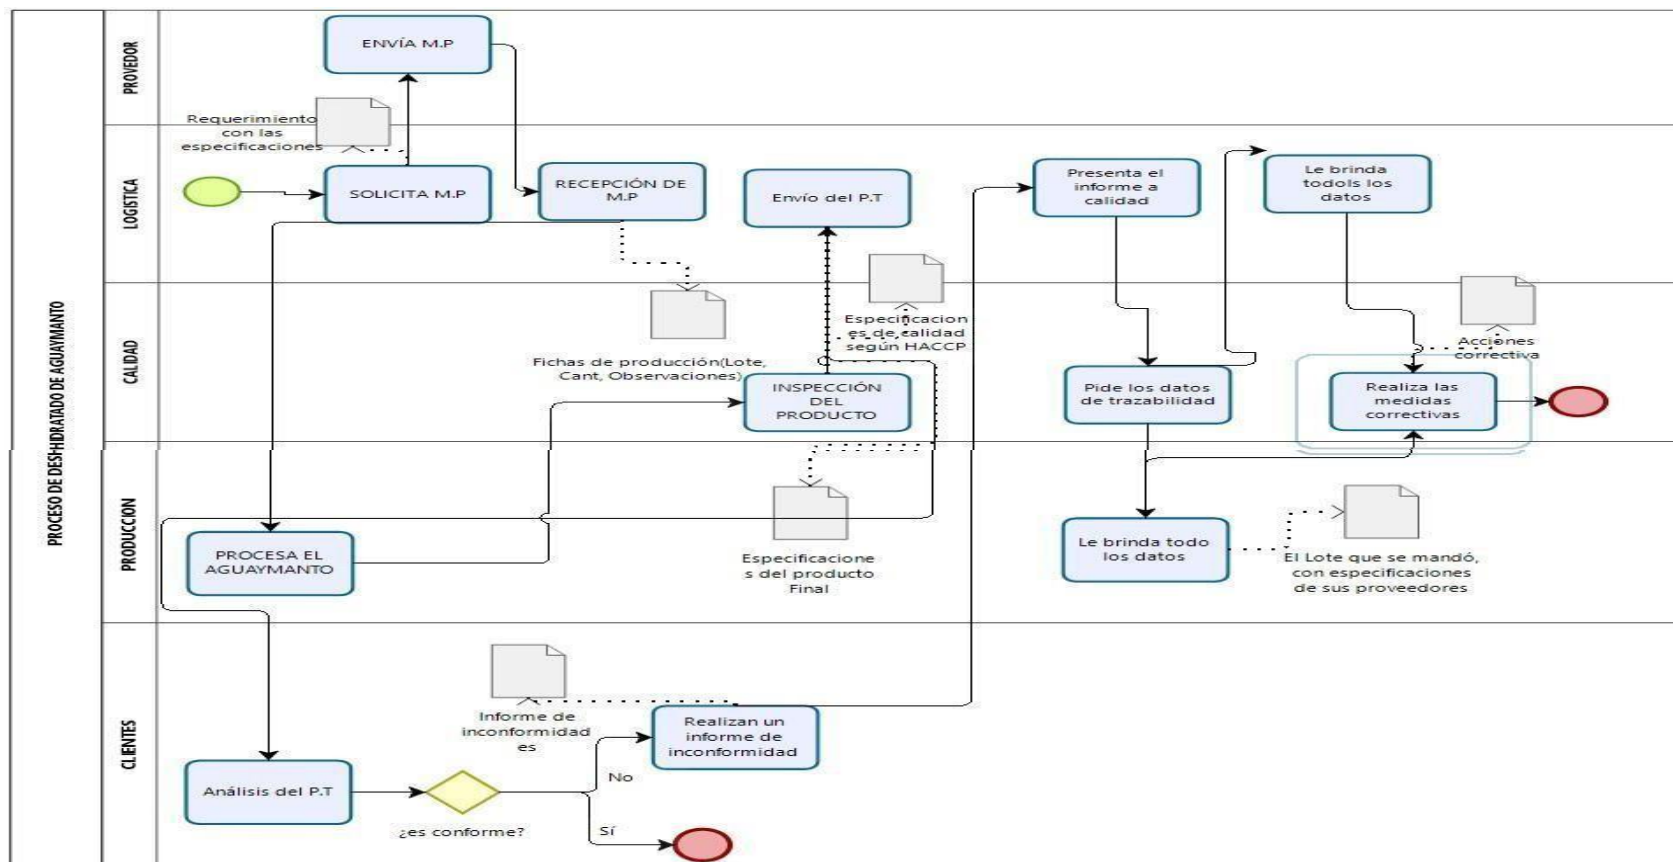 PROCESO DE DESHIDRATADO DE AGUAYMANTO
PROVEDOR
ENVÍA M.P
LOGISTICA
Requerimiento
con las
especificaciones
SOLICITA M.P
RECEPCIÓN DE
M.P
Envío del P.T
Presenta el
informe a
calidad
Le brinda
todols los
datos
CALIDAD
Fichas de producción(Lote,
Cant, Observaciones)
Especificacion
es de calidad
según HACCP
INSPECCIÓN
DEL
PRODUCTO
Pide los datos
de trazabilidad
Acciones
correctiva
Realiza las
medidas
correctivas
PRODUCCION
PROCESA EL
AGUAYMANTO
Especificacione
s del producto
Final
Le brinda todo
los datos
El Lote que se mandó,
con especificaciones
de sus proveedores
CLIENTES
Informe de
inconformidad
es
Realizan un
informe de
inconformidad
Análisis del P.T
¿es conforme?
No
Sí